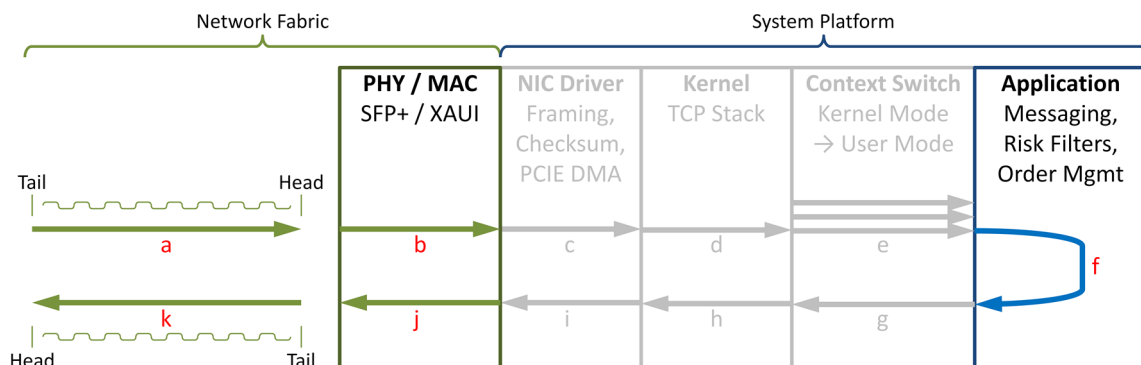 Network Fabric
System Platform
PHY / MAC
SFP+ / XAUI
NIC Driver
Framing,
Checksum,
PCIE DMA
Kernel
TCP Stack
Context Switch
Kernel Mode
→ User Mode
Application
Messaging,
Risk Filters,
Order Mgmt
Tail
Head
a
b
c
d
e
f
k
j
i
h
g
Head
Tail